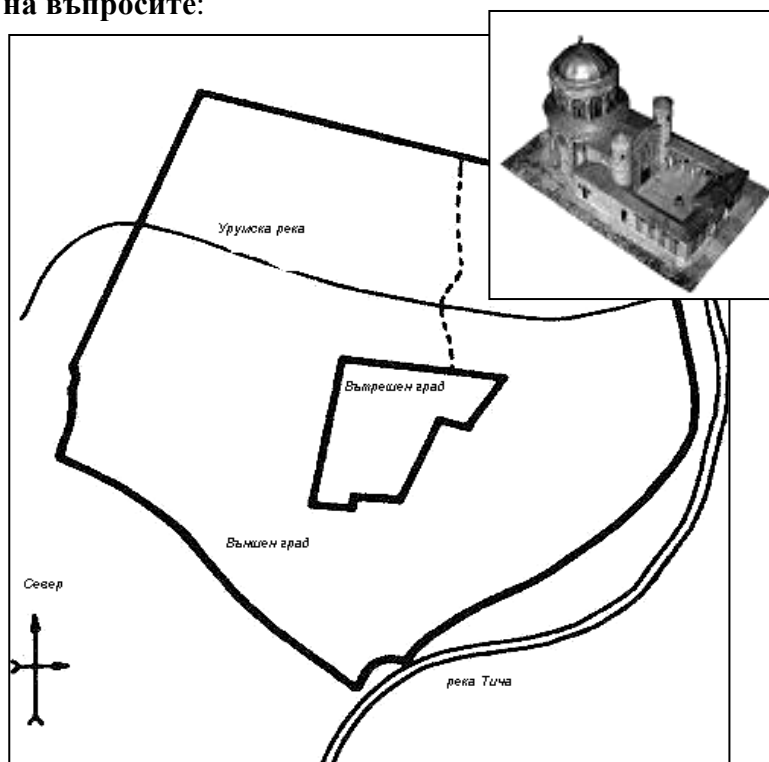 на въпросите:
Урумска река
Вътрешен град
Външен град
Север
река Тича